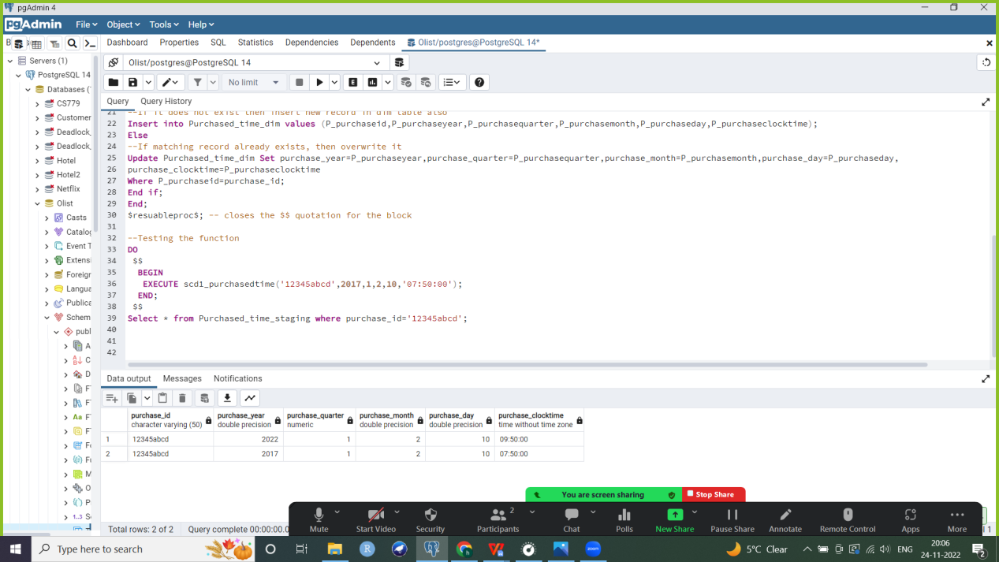 pgAdmin 4
pgAdmin File Object Tools Help
Dashboard Properties SQL Statistics Dependencies Dependents Olist/postgres@PostgreSQL 14*
Servers (1)
PostgreSQL 14
Databases (
CS779
Customer
Deadlock_
Deadlock_
Hotel
Hotel2
Netflix
Olist
Casts
Catalog
Event T
Extensi
Foreigr
Langua
Publica
Schem
publ
Olist/postgres@PostgreSQL 14
No limit
Query Query History
21 --If it does not exist then insert new record in dim table also
22 Insert into Purchased_time_dim values (P_purchaseid,P_purchaseyear,P_purchasequarter,P_purchasemonth,P_purchaseday,P_purchaseclocktime);
23 Else
24 --If matching record already exists, then overwrite it
25 Update Purchased_time_dim Set purchase_year=P_purchaseyear,purchase_quarter=P_purchasequarter,purchase_month=P_purchasemonth,purchase_day=P_purchaseday,
26 purchase_clocktime=P_purchaseclocktime
27 Where P_purchaseid=purchase_id;
28 End if;
29 End;
30 $resuableproc$; -- closes the $$ quotation for the block
31
32 --Testing the function
33 DO
34 $$
35 BEGIN
36 EXECUTE scd1_purchasedtime('12345abcd',2017,1,2,10,'07:50:00');
37 END;
38 $$
39 Select * from Purchased_time_staging where purchase_id='12345abcd';
40
41
42
Data output Messages Notifications
purchase_id purchase_year purchase_quarter purchase_month purchase_day purchase_clocktime
character varying (50) double precision numeric double precision double precision time without time zone
1 12345abcd 2022 1 2 10 09:50:00
2 12345abcd 2017 1 2 10 07:50:00
You are screen sharing Stop Share
Mute Start Video Security Participants 2 Chat Polls New Share Pause Share Annotate Remote Control Apps More
Total rows: 2 of 2 Query complete 00:00:00.0
Type here to search
5°C Clear
ENG
20:06
24-11-2022
2